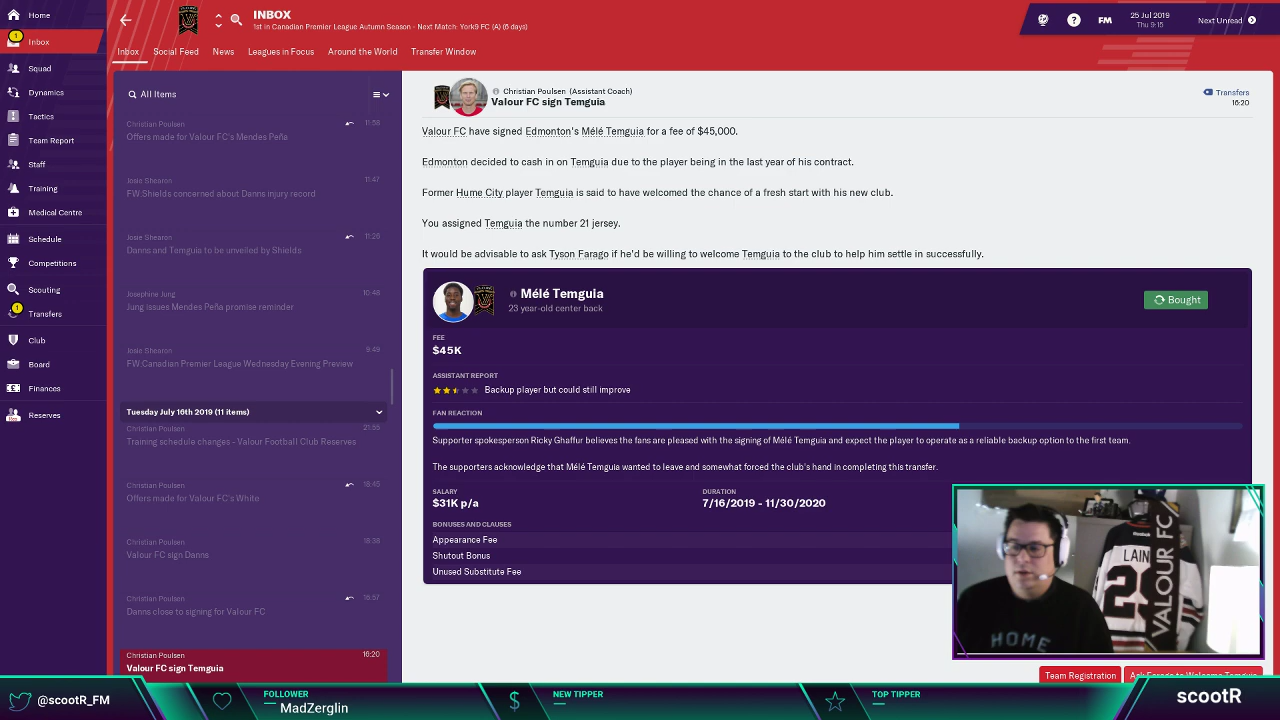 Home
1
Inbox
Squad
Dynamics
Tactics
Team Report
Staff
Training
Medical Centre
Schedule
Competitions
Scouting
1
Transfers
Club
Board
Finances
Reserves
INBOX
1st in Canadian Premier League Autumn Season - Next Match: York9 FC (A) (6 days)
FM
25 Jul 2019
Thu 9:15
Next Unread
Inbox Social Feed News Leagues in Focus Around the World Transfer Window
All Items
Christian Poulsen 11:58
Offers made for Valour FC's Mendes Peña
Josie Shearon 11:47
FW:Shields concerned about Danns injury record
Josie Shearon 11:26
Danns and Temguia to be unveiled by Shields
Josephine Jung 10:48
Jung issues Mendes Peña promise reminder
Josie Shearon 9:49
FW:Canadian Premier League Wednesday Evening Preview
Tuesday July 16th 2019 (11 items)
Christian Poulsen 21:55
Training schedule changes - Valour Football Club Reserves
Christian Poulsen 18:45
Offers made for Valour FC's White
Christian Poulsen 18:38
Valour FC sign Danns
Christian Poulsen 16:57
Danns close to signing for Valour FC
Christian Poulsen 16:20
Valour FC sign Temguia
Christian Poulsen (Assistant Coach)
Valour FC sign Temguia
Transfers
16:20
Valour FC have signed Edmonton's Mélé Temguia for a fee of $45,000.
Edmonton decided to cash in on Temguia due to the player being in the last year of his contract.
Former Hume City player Temguia is said to have welcomed the chance of a fresh start with his new club.
You assigned Temguia the number 21 jersey.
It would be advisable to ask Tyson Farago if he'd be willing to welcome Temguia to the club to help him settle in successfully.
Mélé Temguia
23 year-old center back
Bought
FEE
$45K
ASSISTANT REPORT
Backup player but could still improve
FAN REACTION
Supporter spokesperson Ricky Ghaffur believes the fans are pleased with the signing of Mélé Temguia and expect the player to operate as a reliable backup option to the first team.
The supporters acknowledge that Mélé Temguia wanted to leave and somewhat forced the club's hand in completing this transfer.
SALARY
$31K p/a
DURATION
7/16/2019 - 11/30/2020
BONUSES AND CLAUSES
Appearance Fee
Shutout Bonus
Unused Substitute Fee
LAIN
VALOUR FC
HOME
Team Registration
Ask Farago to Welcome Temguia
@scootR_FM
FOLLOWER
MadZerglin
NEW TIPPER
TOP TIPPER
scootR